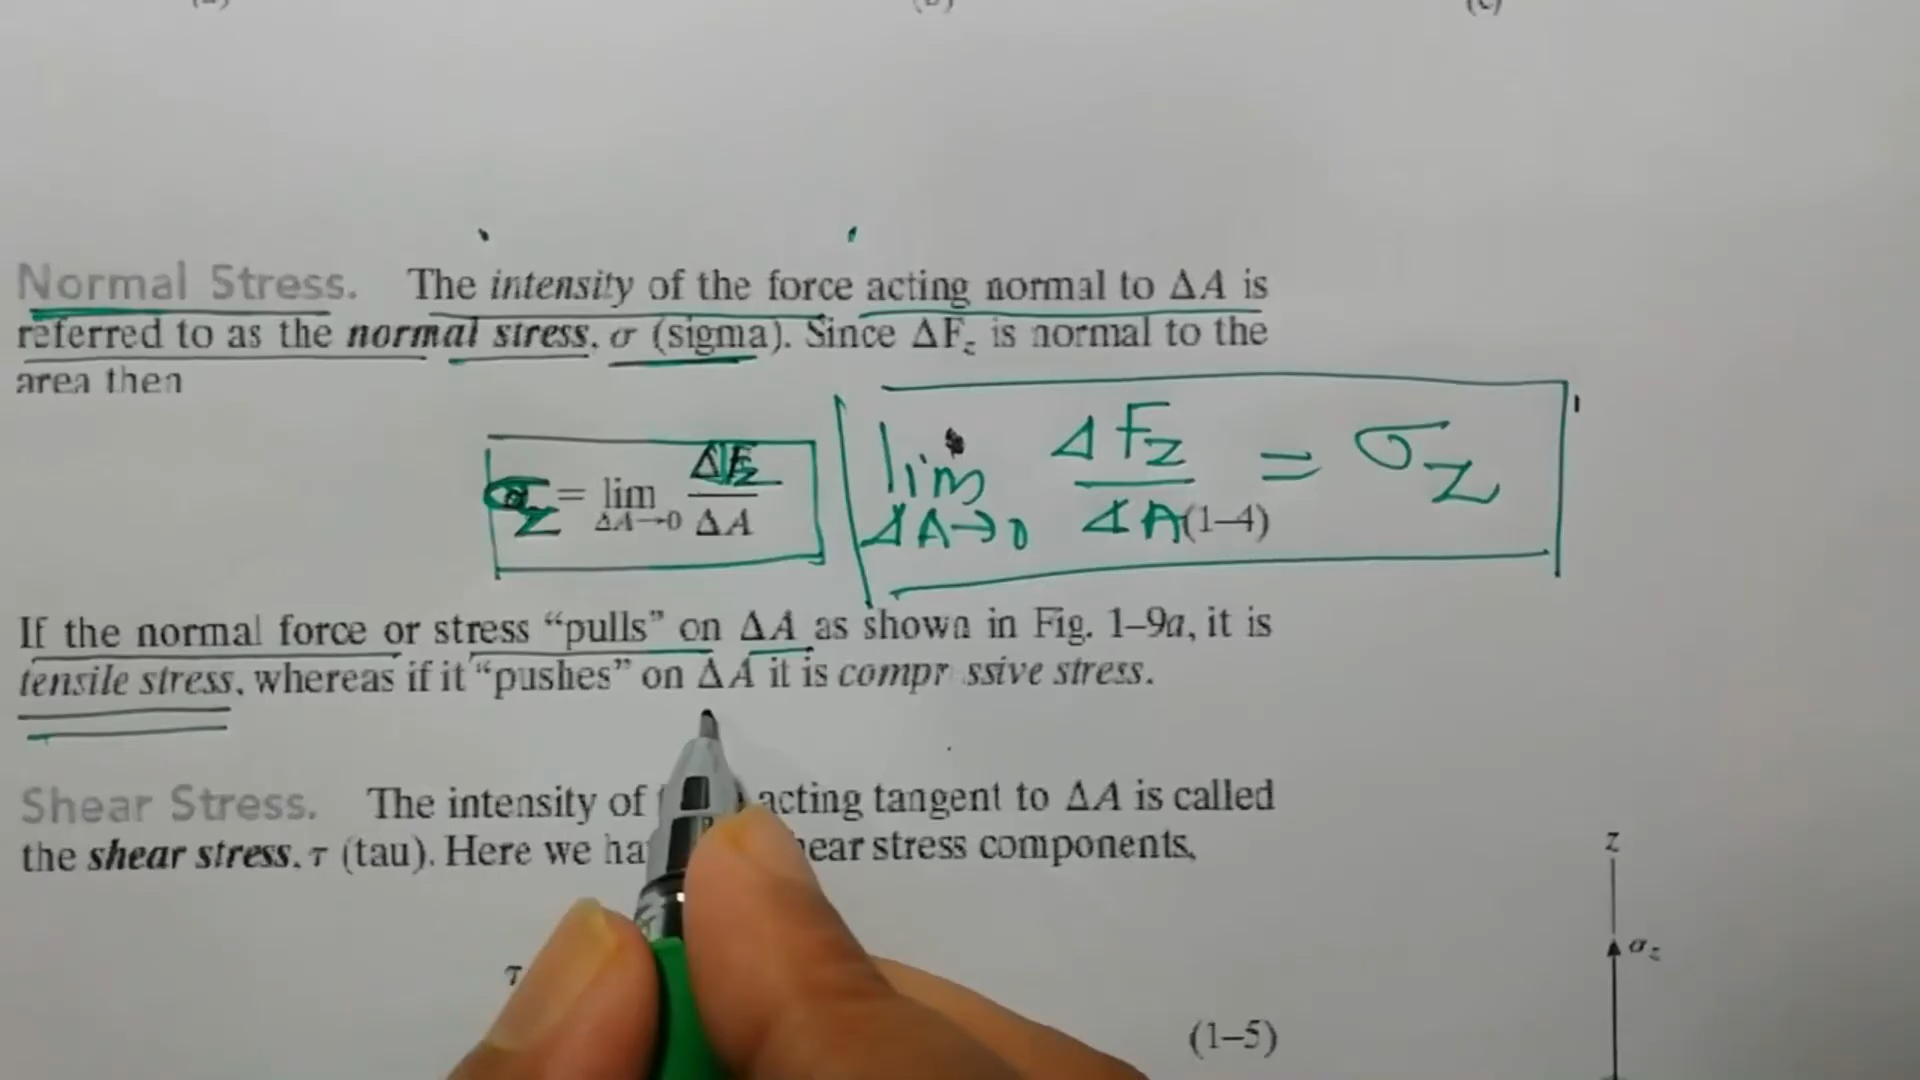 (b) (c)
Normal Stress. The intensity of the force acting normal to ΔA is
referred to as the normal stress, σ (sigma). Since ΔF_z is normal to the
area then
σ_z = lim ΔA→0 ΔF_z / ΔA
lim ΔA→0 ΔF_z / ΔA = σ_z
(1–4)
If the normal force or stress “pulls” on ΔA as shown in Fig. 1–9a, it is
tensile stress, whereas if it “pushes” on ΔA it is compr ssive stress.
Shear Stress. The intensity of acting tangent to ΔA is called
the shear stress, τ (tau). Here we ear stress components,
z
σ_z
τ
(1–5)